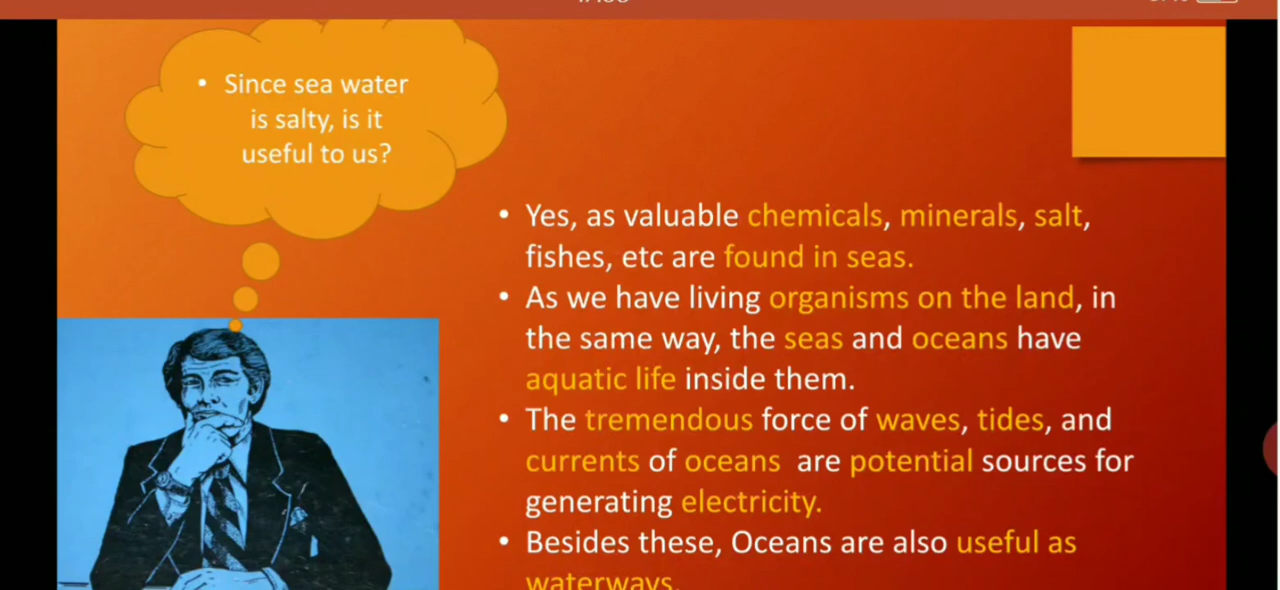 • Since sea water
is salty, is it
useful to us?
• Yes, as valuable chemicals, minerals, salt,
fishes, etc are found in seas.
• As we have living organisms on the land, in
the same way, the seas and oceans have
aquatic life inside them.
• The tremendous force of waves, tides, and
currents of oceans are potential sources for
generating electricity.
• Besides these, Oceans are also useful as
waterways.